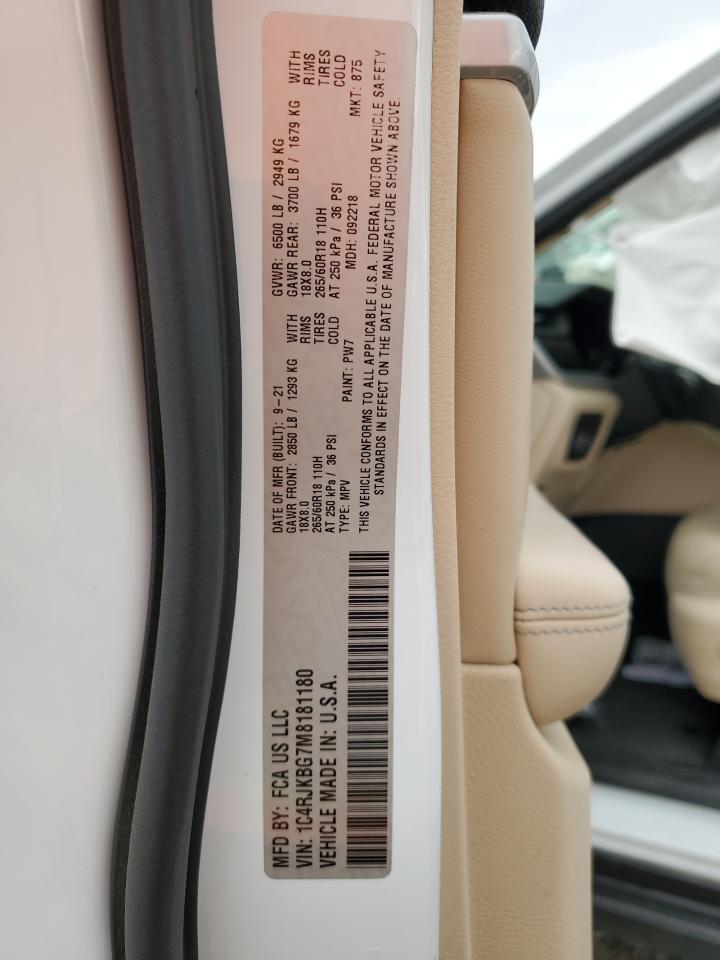 MFD BY: FCA US LLC
VIN: 1C4RJKBG7M8181180
VEHICLE MADE IN: U.S.A.
DATE OF MFR (BUILT): 9-21
GAWR FRONT: 2850 LB / 1293 KG WITH
18X8.0 RIMS
265/60R18 110H TIRES
AT 250 kPa / 36 PSI COLD
TYPE: MPV PAINT: PW7
GVWR: 6500 LB / 2949 KG
GAWR REAR: 3700 LB / 1679 KG WITH
18X8.0 RIMS
265/60R18 110H TIRES
AT 250 kPa / 36 PSI COLD
MDH: 092218 MKT: 875
THIS VEHICLE CONFORMS TO ALL APPLICABLE U.S.A. FEDERAL MOTOR VEHICLE SAFETY
STANDARDS IN EFFECT ON THE DATE OF MANUFACTURE SHOWN ABOVE.